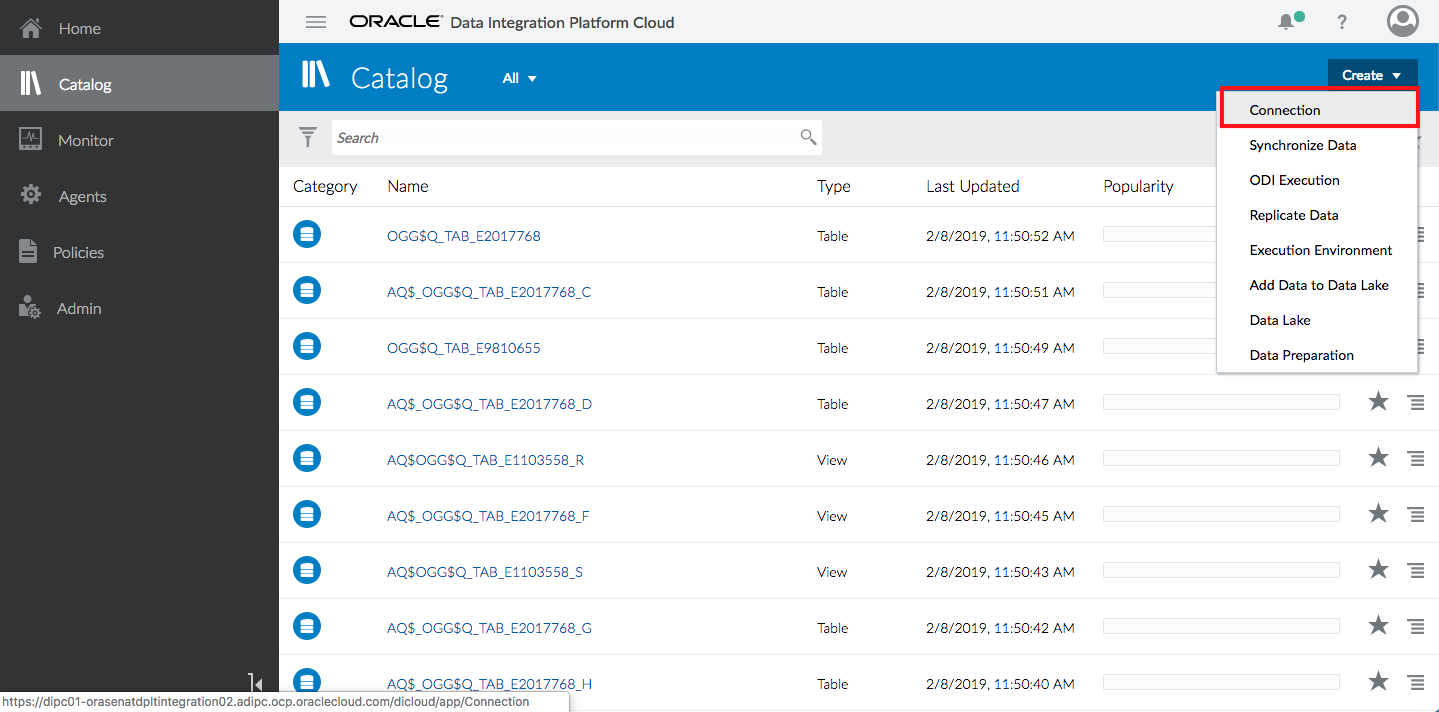 Home
Catalog
Monitor
Agents
Policies
Admin
ORACLE® Data Integration Platform Cloud
?
Catalog All
Create
Connection
Synchronize Data
ODI Execution
Replicate Data
Execution Environment
Add Data to Data Lake
Data Lake
Data Preparation
Search
Category Name Type Last Updated Popularity
OGG$Q_TAB_E2017768 Table 2/8/2019, 11:50:52 AM
AQ$_OGG$Q_TAB_E2017768_C Table 2/8/2019, 11:50:51 AM
OGG$Q_TAB_E9810655 Table 2/8/2019, 11:50:49 AM
AQ$_OGG$Q_TAB_E2017768_D Table 2/8/2019, 11:50:47 AM
AQ$OGG$Q_TAB_E1103558_R View 2/8/2019, 11:50:46 AM
AQ$_OGG$Q_TAB_E2017768_F View 2/8/2019, 11:50:45 AM
AQ$OGG$Q_TAB_E1103558_S View 2/8/2019, 11:50:43 AM
AQ$_OGG$Q_TAB_E2017768_G Table 2/8/2019, 11:50:42 AM
AQ$_OGG$Q_TAB_E2017768_H Table 2/8/2019, 11:50:40 AM
https://dipc01-orasenatdpltintegration02.adipc.ocp.oraclecloud.com/dicloud/app/Connection